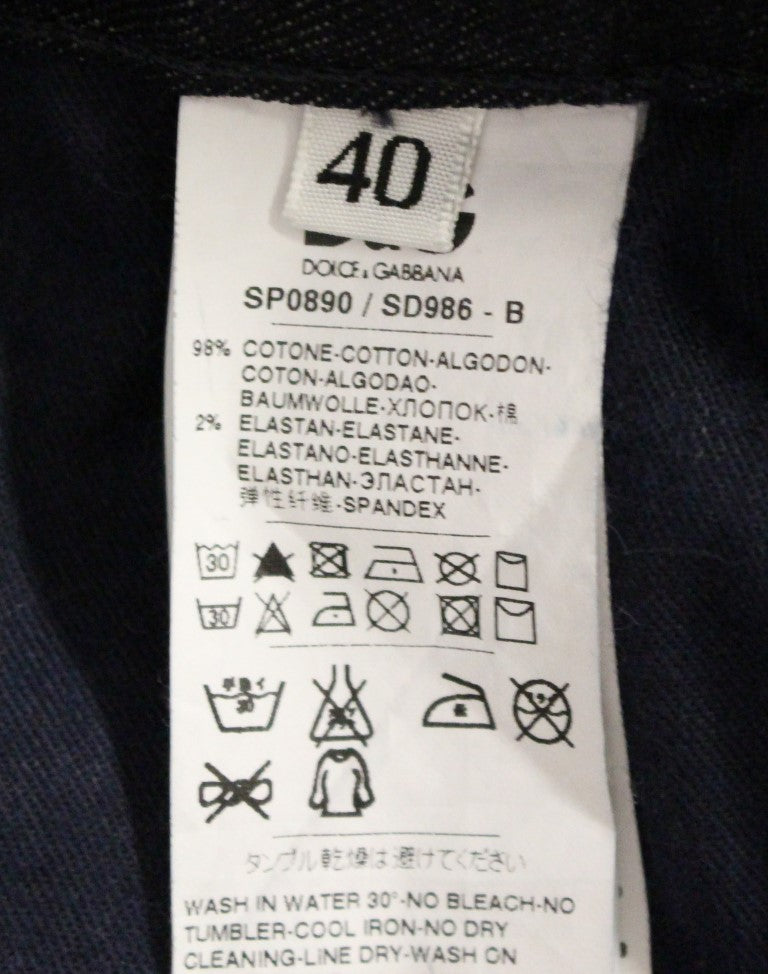 40
D&G
DOLCE & GABBANA
SP0890 / SD986 - B
98% COTONE-COTTON-ALGODON-
COTON-ALGODAO-
BAUMWOLLE-ХЛОПОК-棉
2% ELASTAN-ELASTANE-
ELASTANO-ELASTHANNE-
ELASTHAN-ЭЛАСТАН-
弹性纤维-SPANDEX
30
30
30
タンブル乾燥は避けてください
WASH IN WATER 30°-NO BLEACH-NO
TUMBLER-COOL IRON-NO DRY
CLEANING-LINE DRY-WASH ON